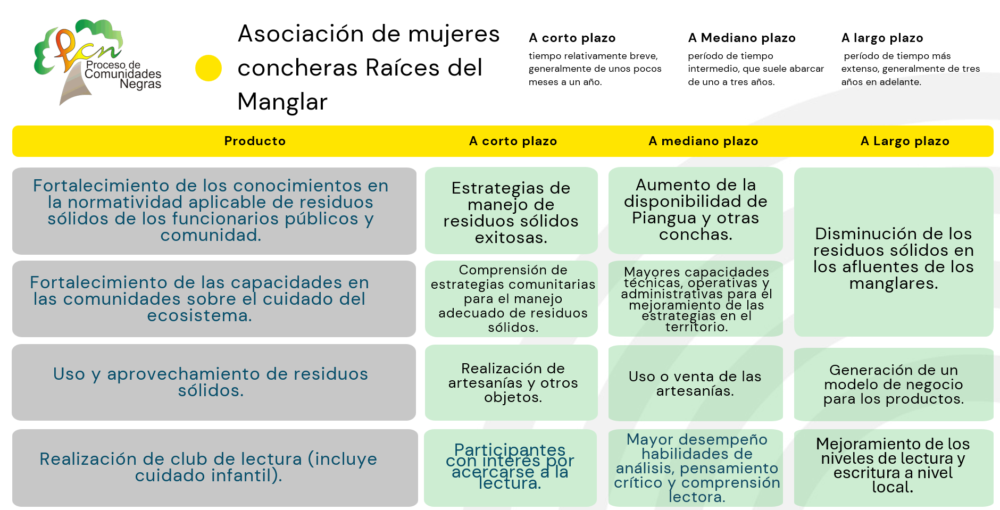 pcn
Proceso de
Comunidades
Negras
Asociación de mujeres
concheras Raíces del
Manglar
A corto plazo
tiempo relativamente breve,
generalmente de unos pocos
meses a un año.
A Mediano plazo
período de tiempo
intermedio, que suele abarcar
de uno a tres años.
A largo plazo
período de tiempo más
extenso, generalmente de tres
años en adelante.
Producto
A corto plazo
A mediano plazo
A Largo plazo
Fortalecimiento de los conocimientos en
la normatividad aplicable de residuos
sólidos de los funcionarios públicos y
comunidad.
Estrategias de
manejo de
residuos sólidos
exitosas.
Aumento de la
disponibilidad de
Piangua y otras
conchas.
Disminución de los
residuos sólidos en
los afluentes de los
manglares.
Fortalecimiento de las capacidades en
las comunidades sobre el cuidado del
ecosistema.
Comprensión de
estrategias comunitarias
para el manejo
adecuado de residuos
sólidos.
Mayores capacidades
técnicas, operativas y
administrativas para el
mejoramiento de las
estrategias en el
territorio.
Uso y aprovechamiento de residuos
sólidos.
Realización de
artesanías y otros
objetos.
Uso o venta de las
artesanías.
Generación de un
modelo de negocio
para los productos.
Realización de club de lectura (incluye
cuidado infantil).
Participantes
con interés por
acercarse a la
lectura.
Mayor desempeño
habilidades de
análisis, pensamiento
crítico y comprensión
lectora.
Mejoramiento de los
niveles de lectura y
escritura a nivel
local.